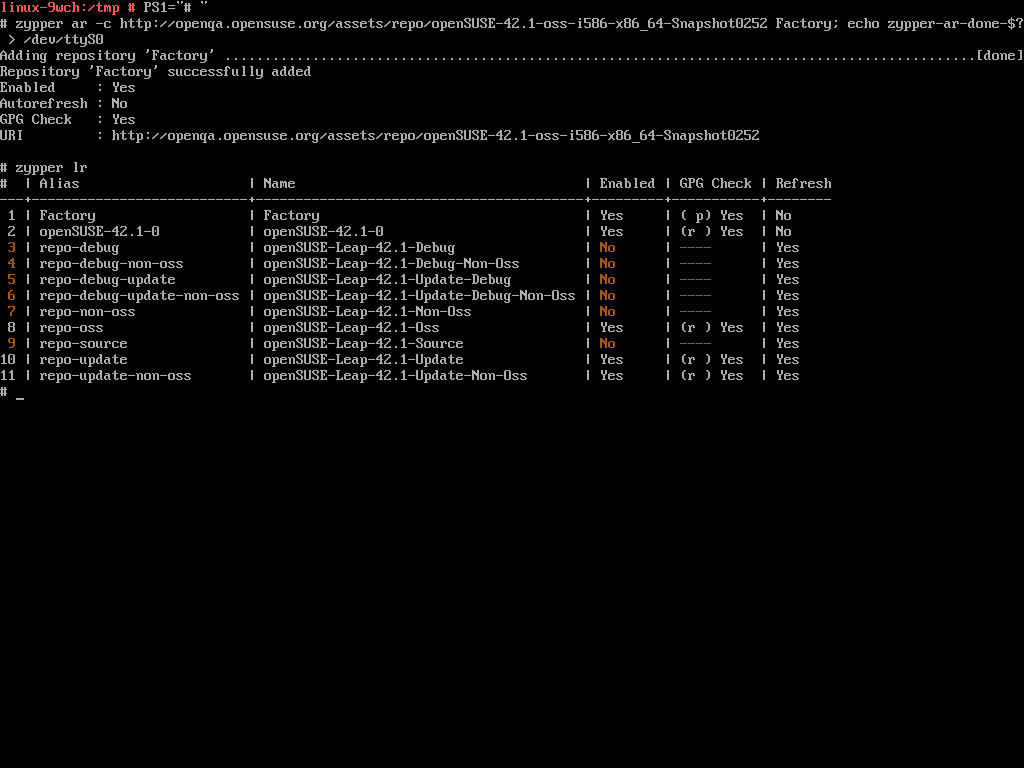 linux-9wch:/tmp # PS1="# "
# zypper ar -c http://openqa.opensuse.org/assets/repo/openSUSE-42.1-oss-i586-x86_64-Snapshot0252 Factory; echo zypper-ar-done-$?
 > /dev/ttyS0
Adding repository 'Factory' ...............................................................................................[done]
Repository 'Factory' successfully added
Enabled     : Yes
Autorefresh : No
GPG Check   : Yes
URI         : http://openqa.opensuse.org/assets/repo/openSUSE-42.1-oss-i586-x86_64-Snapshot0252

# zypper lr
#  | Alias                     | Name                                    | Enabled | GPG Check | Refresh
---+---------------------------+-----------------------------------------+---------+-----------+--------
 1 | Factory                   | Factory                                 | Yes     | ( p) Yes  | No
 2 | openSUSE-42.1-0           | openSUSE-42.1-0                         | Yes     | (r ) Yes  | No
 3 | repo-debug                | openSUSE-Leap-42.1-Debug                | No      | ----      | Yes
 4 | repo-debug-non-oss        | openSUSE-Leap-42.1-Debug-Non-Oss        | No      | ----      | Yes
 5 | repo-debug-update         | openSUSE-Leap-42.1-Update-Debug         | No      | ----      | Yes
 6 | repo-debug-update-non-oss | openSUSE-Leap-42.1-Update-Debug-Non-Oss | No      | ----      | Yes
 7 | repo-non-oss              | openSUSE-Leap-42.1-Non-Oss              | No      | ----      | Yes
 8 | repo-oss                  | openSUSE-Leap-42.1-Oss                  | Yes     | (r ) Yes  | Yes
 9 | repo-source               | openSUSE-Leap-42.1-Source               | No      | ----      | Yes
10 | repo-update               | openSUSE-Leap-42.1-Update               | Yes     | (r ) Yes  | Yes
11 | repo-update-non-oss       | openSUSE-Leap-42.1-Update-Non-Oss       | Yes     | (r ) Yes  | Yes
# _